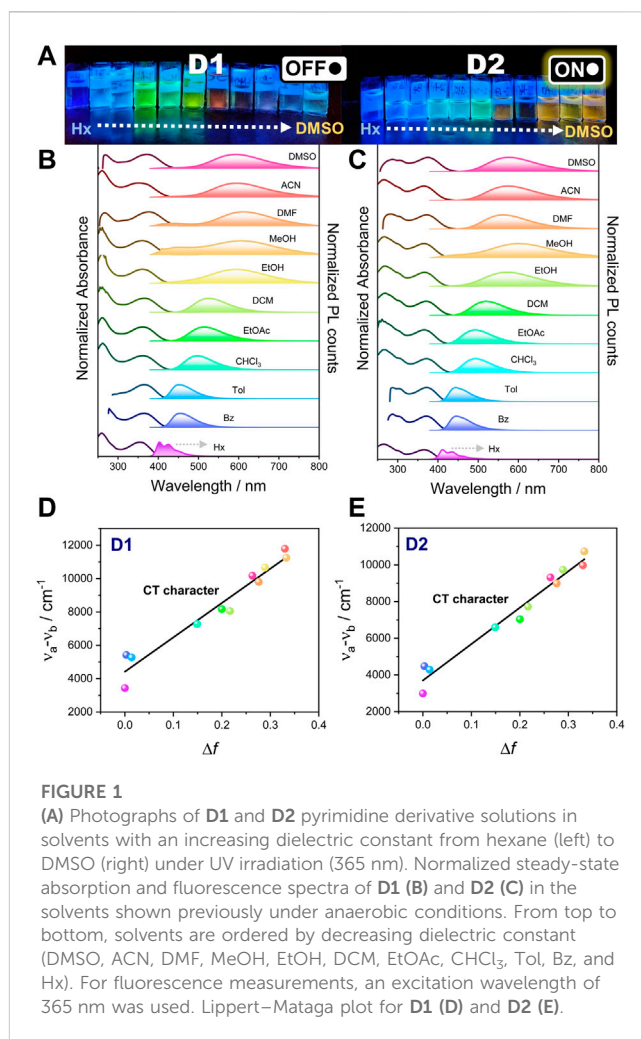 A
D1
OFF
D2
ON
Hx
DMSO
Hx
DMSO
B
Normalized Absorbance
Normalized PL counts
DMSO
ACN
DMF
MeOH
EtOH
DCM
EtOAc
CHCl₃
Tol
Bz
Hx
300 400 500 600 700 800
Wavelength / nm
C
Normalized Absorbance
Normalized PL counts
DMSO
ACN
DMF
MeOH
EtOH
DCM
EtOAc
CHCl₃
Tol
Bz
Hx
300 400 500 600 700 800
Wavelength / nm
D
D1
CT character
νa-νb / cm⁻¹
12000
10000
8000
6000
4000
2000
0.0 0.1 0.2 0.3 0.4
Δf
E
D2
CT character
νa-νb / cm⁻¹
12000
10000
8000
6000
4000
2000
0.0 0.1 0.2 0.3 0.4
Δf
FIGURE 1
(A) Photographs of D1 and D2 pyrimidine derivative solutions in
solvents with an increasing dielectric constant from hexane (left) to
DMSO (right) under UV irradiation (365 nm). Normalized steady-state
absorption and fluorescence spectra of D1 (B) and D2 (C) in the
solvents shown previously under anaerobic conditions. From top to
bottom, solvents are ordered by decreasing dielectric constant
(DMSO, ACN, DMF, MeOH, EtOH, DCM, EtOAc, CHCl₃, Tol, Bz, and
Hx). For fluorescence measurements, an excitation wavelength of
365 nm was used. Lippert–Mataga plot for D1 (D) and D2 (E).